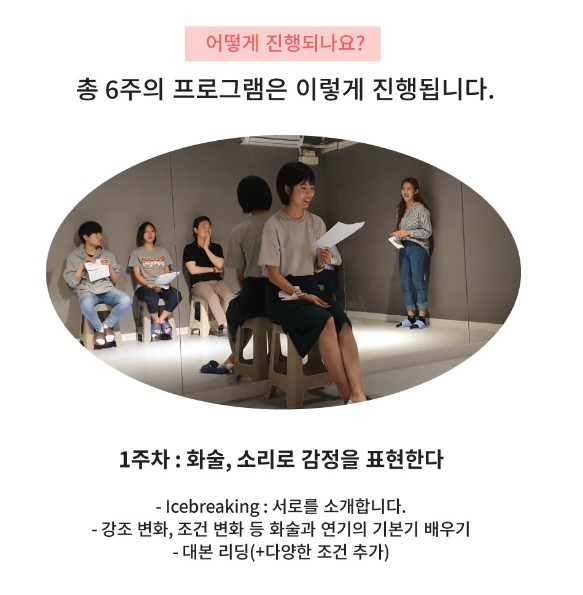 어떻게 진행되나요?
총 6주의 프로그램은 이렇게 진행됩니다.
1주차 : 화술, 소리로 감정을 표현한다
- Icebreaking : 서로를 소개합니다.
- 강조 변화, 조건 변화 등 화술과 연기의 기본기 배우기
- 대본 리딩(+다양한 조건 추가)